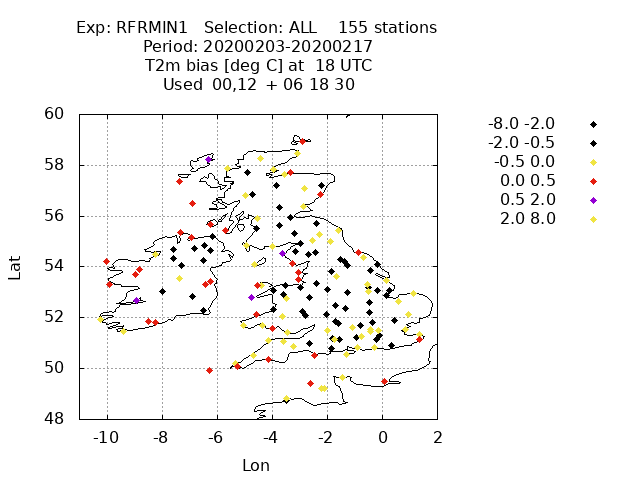 Exp: RFRMIN1 Selection: ALL 155 stations
Period: 20200203-20200217
T2m bias [deg C] at 18 UTC
Used 00,12 + 06 18 30
60
58
56
54
52
50
48
Lat
-10 -8 -6 -4 -2 0 2
Lon
-8.0 -2.0
-2.0 -0.5
-0.5 0.0
0.0 0.5
0.5 2.0
2.0 8.0